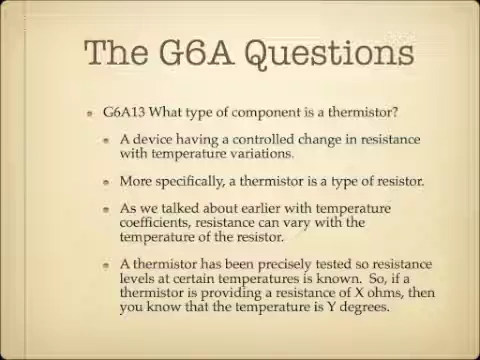 The G6A Questions
G6A13 What type of component is a thermistor?
A device having a controlled change in resistance
with temperature variations.
More specifically, a thermistor is a type of resistor.
As we talked about earlier with temperature
coefficients, resistance can vary with the
temperature of the resistor.
A thermistor has been precisely tested so resistance
levels at certain temperatures is known.  So, if a
thermistor is providing a resistance of X ohms, then
you know that the temperature is Y degrees.